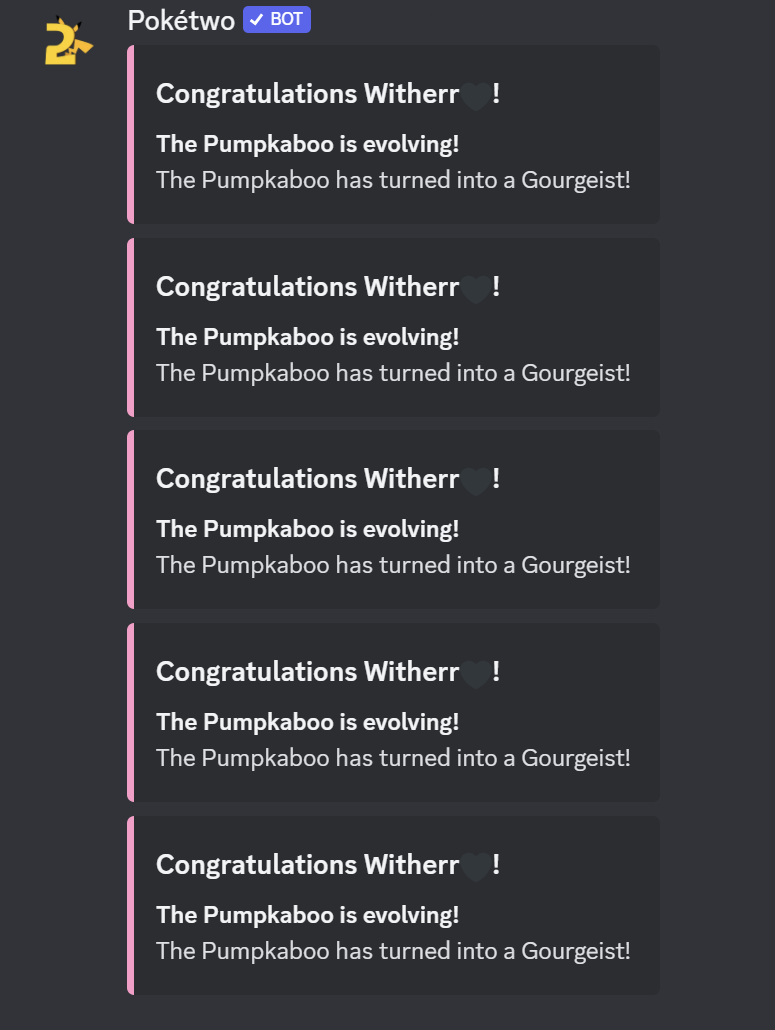 Pokétwo ✓ BOT
Congratulations Witherr🖤!
The Pumpkaboo is evolving!
The Pumpkaboo has turned into a Gourgeist!
Congratulations Witherr🖤!
The Pumpkaboo is evolving!
The Pumpkaboo has turned into a Gourgeist!
Congratulations Witherr🖤!
The Pumpkaboo is evolving!
The Pumpkaboo has turned into a Gourgeist!
Congratulations Witherr🖤!
The Pumpkaboo is evolving!
The Pumpkaboo has turned into a Gourgeist!
Congratulations Witherr🖤!
The Pumpkaboo is evolving!
The Pumpkaboo has turned into a Gourgeist!